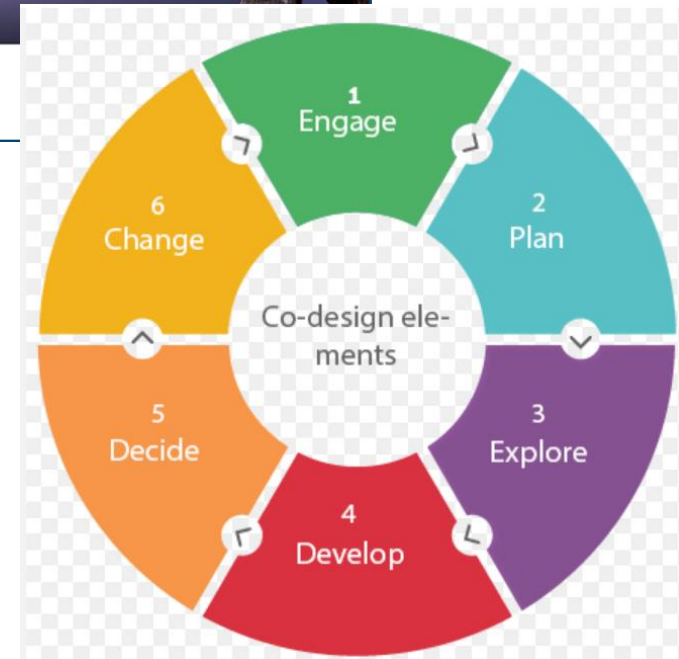 1
Engage
2
Plan
3
Explore
4
Develop
5
Decide
6
Change
Co-design ele-
ments